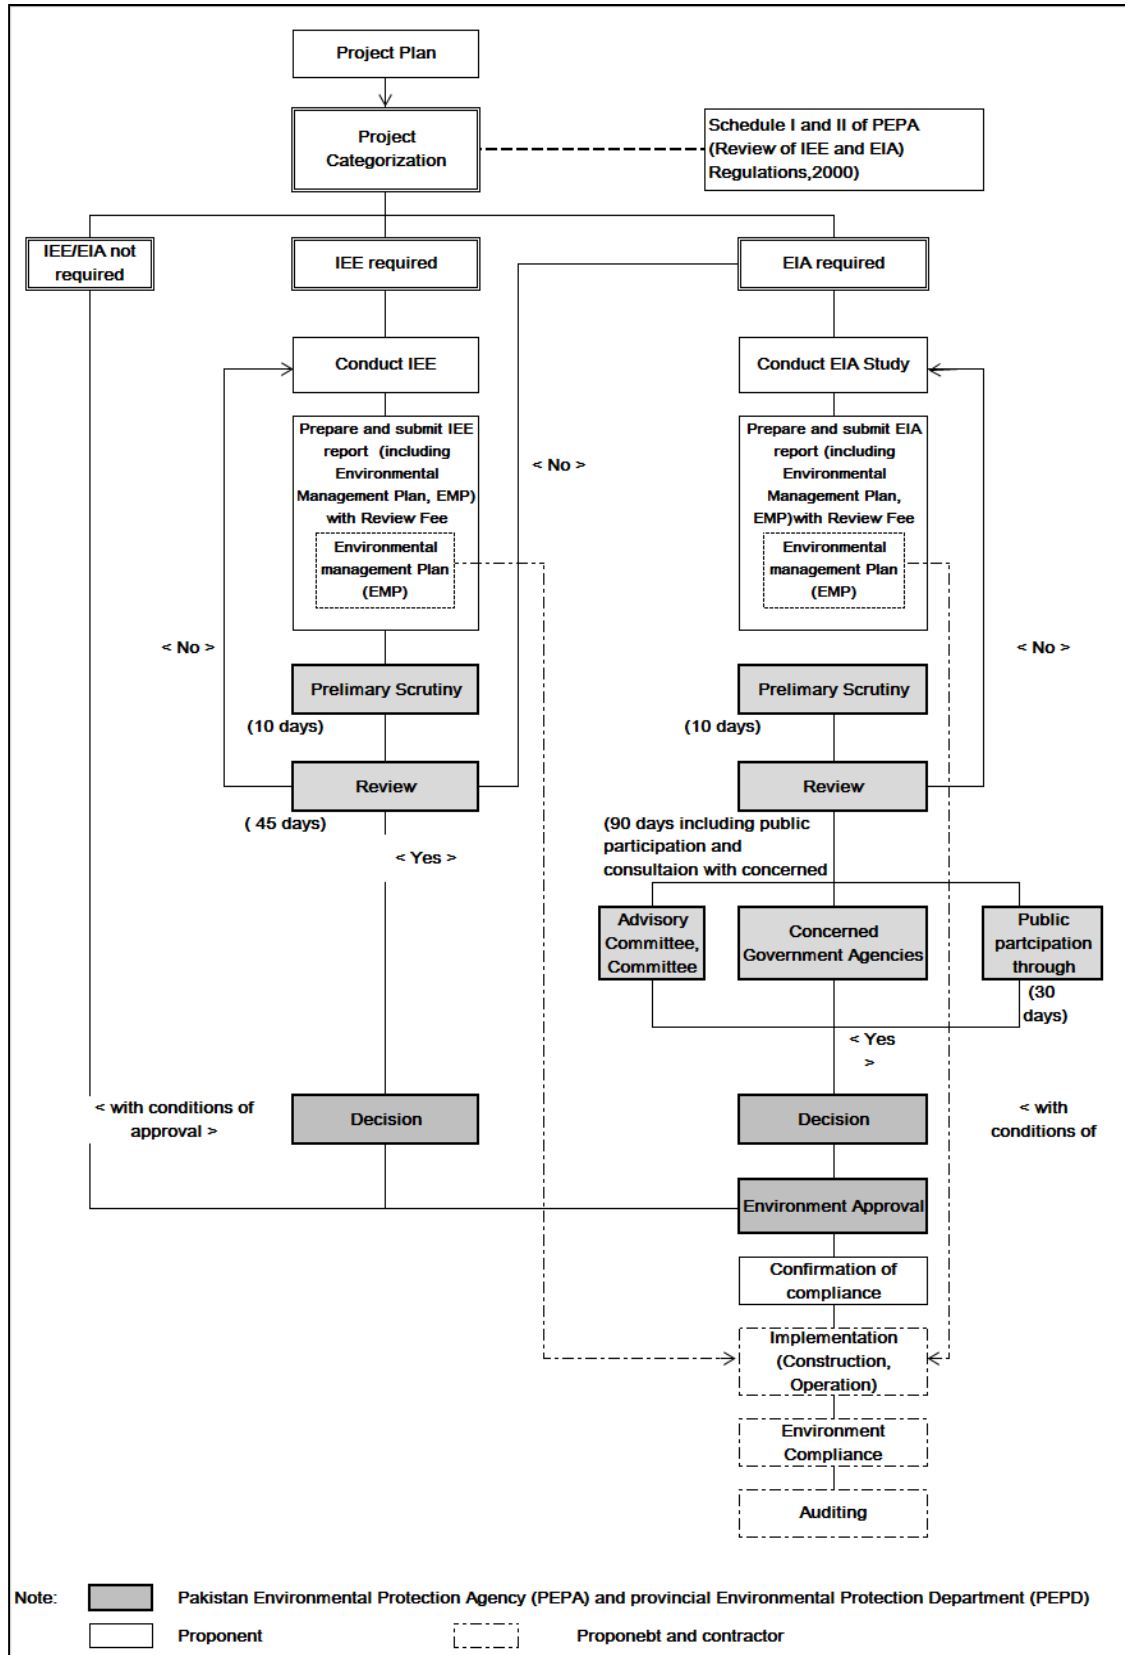 Project Plan
Project
Categorization
Schedule I and II of PEPA
(Review of IEE and EIA)
Regulations,2000)
IEE/EIA not
required
IEE required
EIA required
Conduct IEE
Conduct EIA Study
Prepare and submit IEE
report (including
Environmental
Management Plan, EMP)
with Review Fee
Environmental
management Plan
(EMP)
< No >
Prepare and submit EIA
report (including
Environmental
Management Plan,
EMP)with Review Fee
Environmental
management Plan
(EMP)
< No >
< No >
Prelimary Scrutiny
(10 days)
Prelimary Scrutiny
(10 days)
Review
( 45 days)
Review
(90 days including public
participation and
consultaion with concerned
< Yes >
Advisory
Committee,
Committee
Concerned
Government Agencies
Public
partcipation
through
(30
days)
< Yes
>
< with conditions of
approval >
Decision
Decision
< with
conditions of
Environment Approval
Confirmation of
compliance
Implementation
(Construction,
Operation)
Environment
Compliance
Auditing
Note:
Pakistan Environmental Protection Agency (PEPA) and provincial Environmental Protection Department (PEPD)
Proponent
Proponebt and contractor